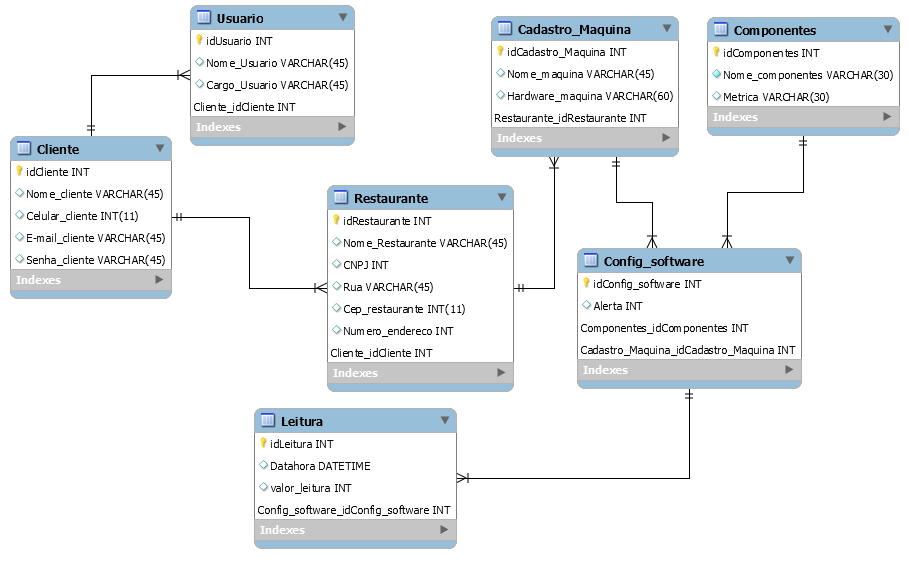 Usuario
idUsuario INT
Nome_Usuario VARCHAR(45)
Cargo_Usuario VARCHAR(45)
Cliente_idCliente INT
Indexes
Cadastro_Maquina
idCadastro_Maquina INT
Nome_maquina VARCHAR(45)
Hardware_maquina VARCHAR(60)
Restaurante_idRestaurante INT
Indexes
Componentes
idComponentes INT
Nome_componentes VARCHAR(30)
Metrica VARCHAR(30)
Indexes
Cliente
idCliente INT
Nome_cliente VARCHAR(45)
Celular_cliente INT(11)
E-mail_cliente VARCHAR(45)
Senha_cliente VARCHAR(45)
Indexes
Restaurante
idRestaurante INT
Nome_Restaurante VARCHAR(45)
CNPJ INT
Rua VARCHAR(45)
Cep_restaurante INT(11)
Numero_endereco INT
Cliente_idCliente INT
Indexes
Config_software
idConfig_software INT
Alerta INT
Componentes_idComponentes INT
Cadastro_Maquina_idCadastro_Maquina INT
Indexes
Leitura
idLeitura INT
Datahora DATETIME
valor_leitura INT
Config_software_idConfig_software INT
Indexes